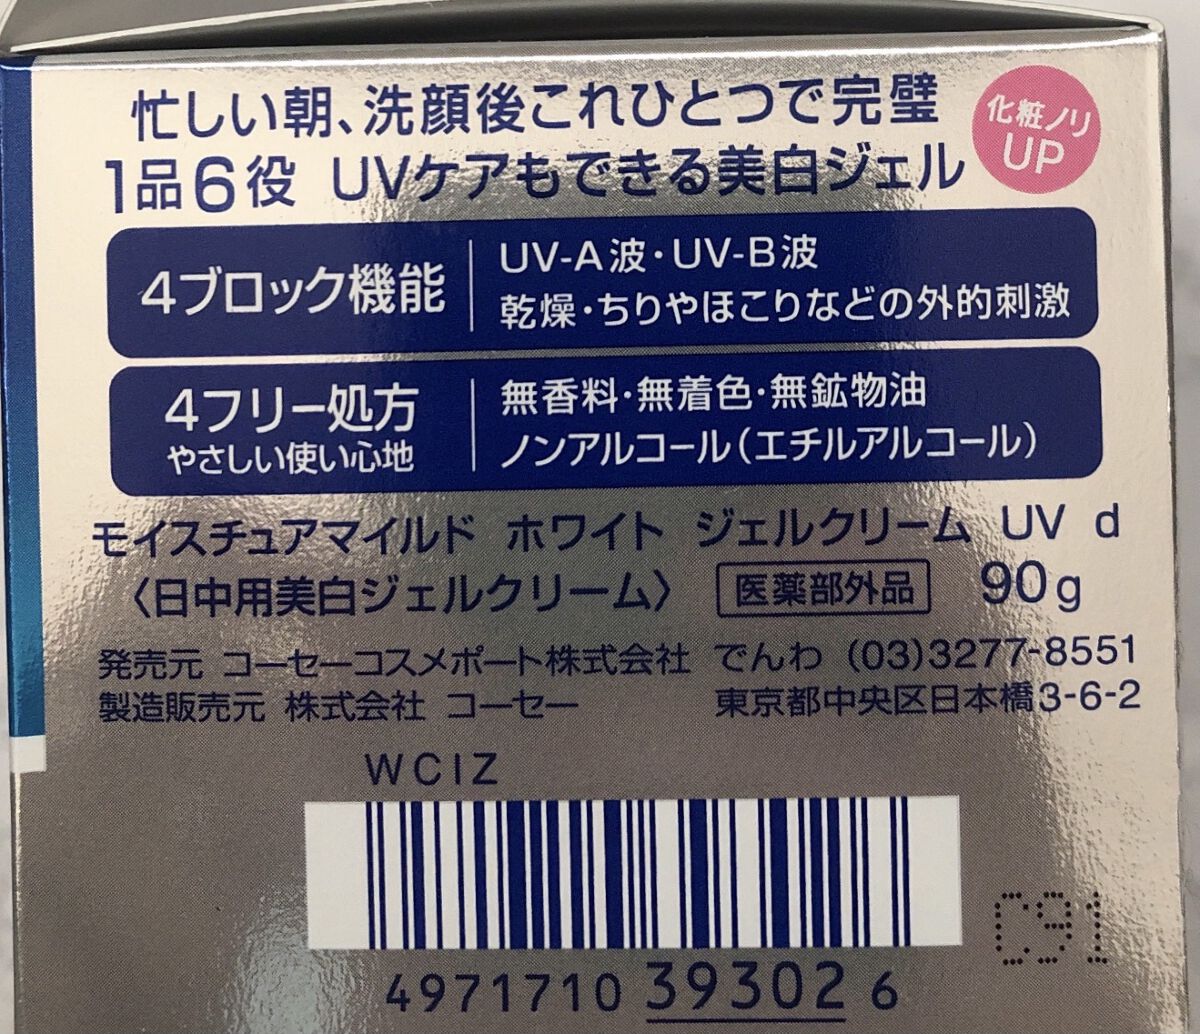 忙しい朝、洗顔後これひとつで完璧
1品6役 UVケアもできる美白ジェル
化粧ノリ
UP
4ブロック機能
UV-A波・UV-B波
乾燥・ちりやほこりなどの外的刺激
4フリー処方
やさしい使い心地
無香料・無着色・無鉱物油
ノンアルコール(エチルアルコール)
モイスチュアマイルド ホワイト ジェルクリーム UV d
〈日中用美白ジェルクリーム〉 医薬部外品 90g
発売元 コーセーコスメポート株式会社 でんわ (03)3277-8551
製造販売元 株式会社 コーセー 東京都中央区日本橋3-6-2
WCIZ
C91
4971710 39302 6